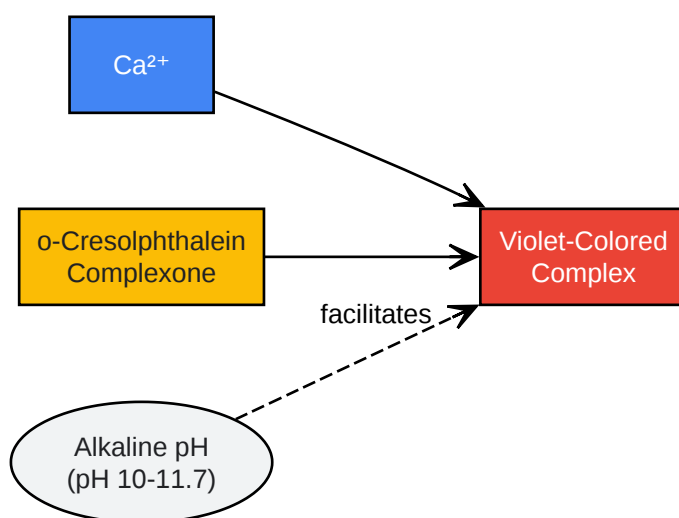 Ca²⁺
o-Cresolphthalein
Complexone
Violet-Colored
Complex
facilitates
Alkaline pH
(pH 10-11.7)